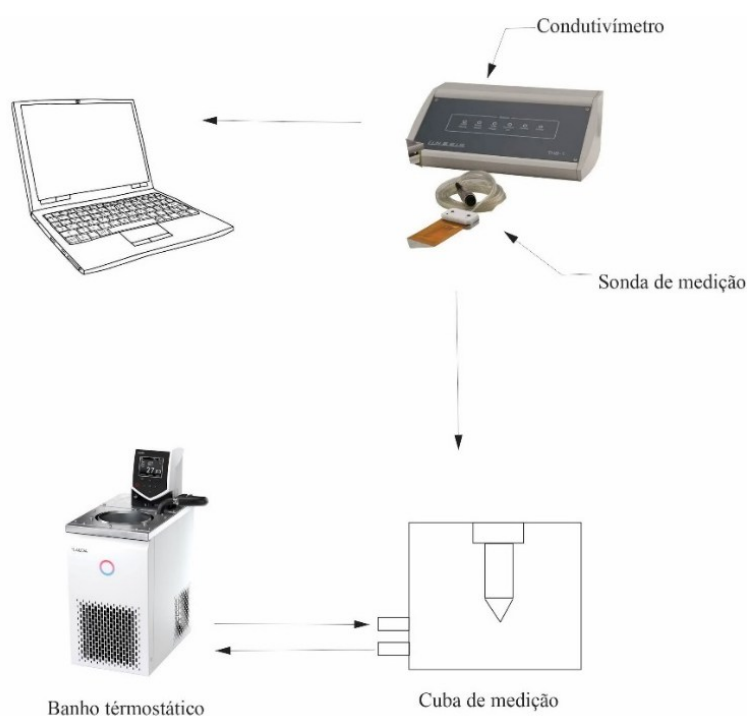 Condutivímetro
Sonda de medição
Banho térmostático
Cuba de medição